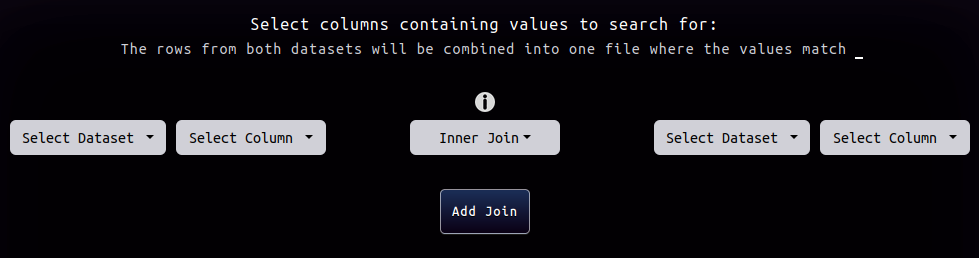 Select columns containing values to search for:
The rows from both datasets will be combined into one file where the values match _
Select Dataset Select Column Inner Join Select Dataset Select Column
Add Join